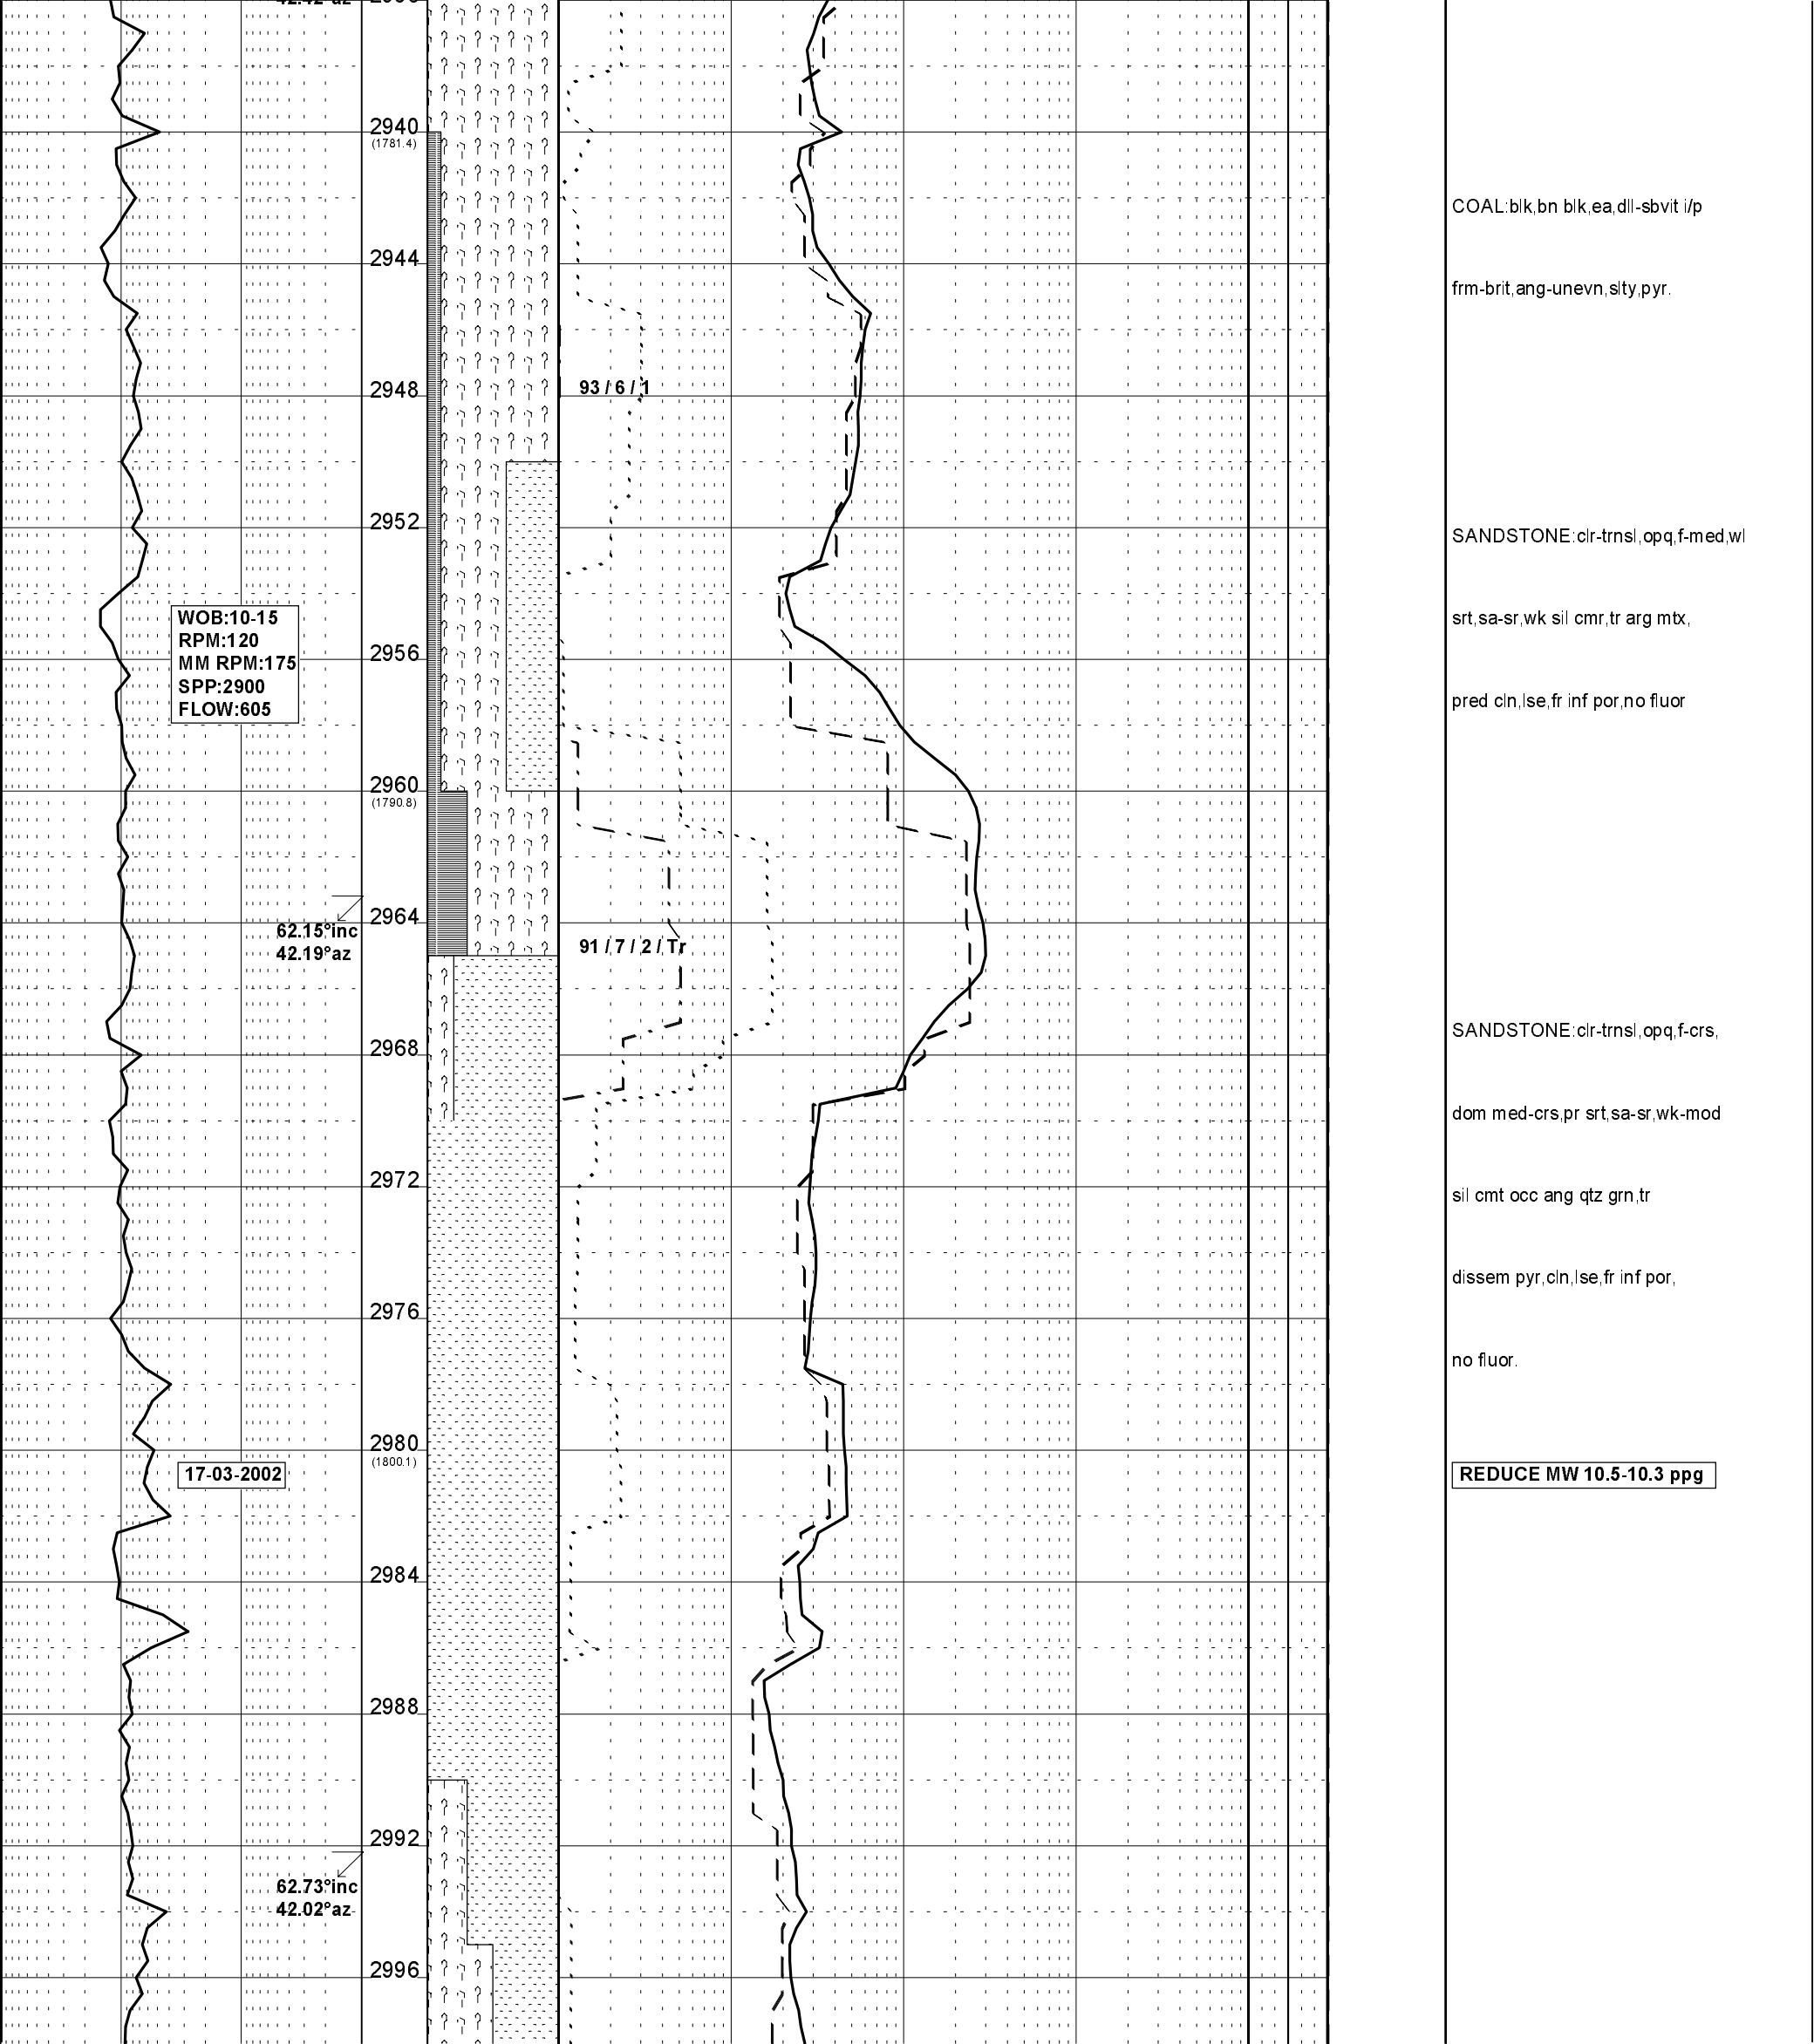 42.42°az
2940
(1781.4)
COAL:blk,bn blk,ea,dll-sbvit i/p
2944
frm-brit,ang-unevn,slty,pyr.
2948
93 / 6 / 1
2952
SANDSTONE:clr-trnsl,opq,f-med,wl
WOB:10-15
RPM:120
MM RPM:175
SPP:2900
FLOW:605
srt,sa-sr,wk sil cmr,tr arg mtx,
2956
pred cln,lse,fr inf por,no fluor
2960
(1790.8)
2964
62.15°inc
42.19°az
91 / 7 / 2 / Tr
SANDSTONE:clr-trnsl,opq,f-crs,
2968
dom med-crs,pr srt,sa-sr,wk-mod
2972
sil cmt occ ang qtz grn,tr
dissem pyr,cln,lse,fr inf por,
2976
no fluor.
2980
(1800.1)
17-03-2002
REDUCE MW 10.5-10.3 ppg
2984
2988
2992
62.73°inc
42.02°az
2996